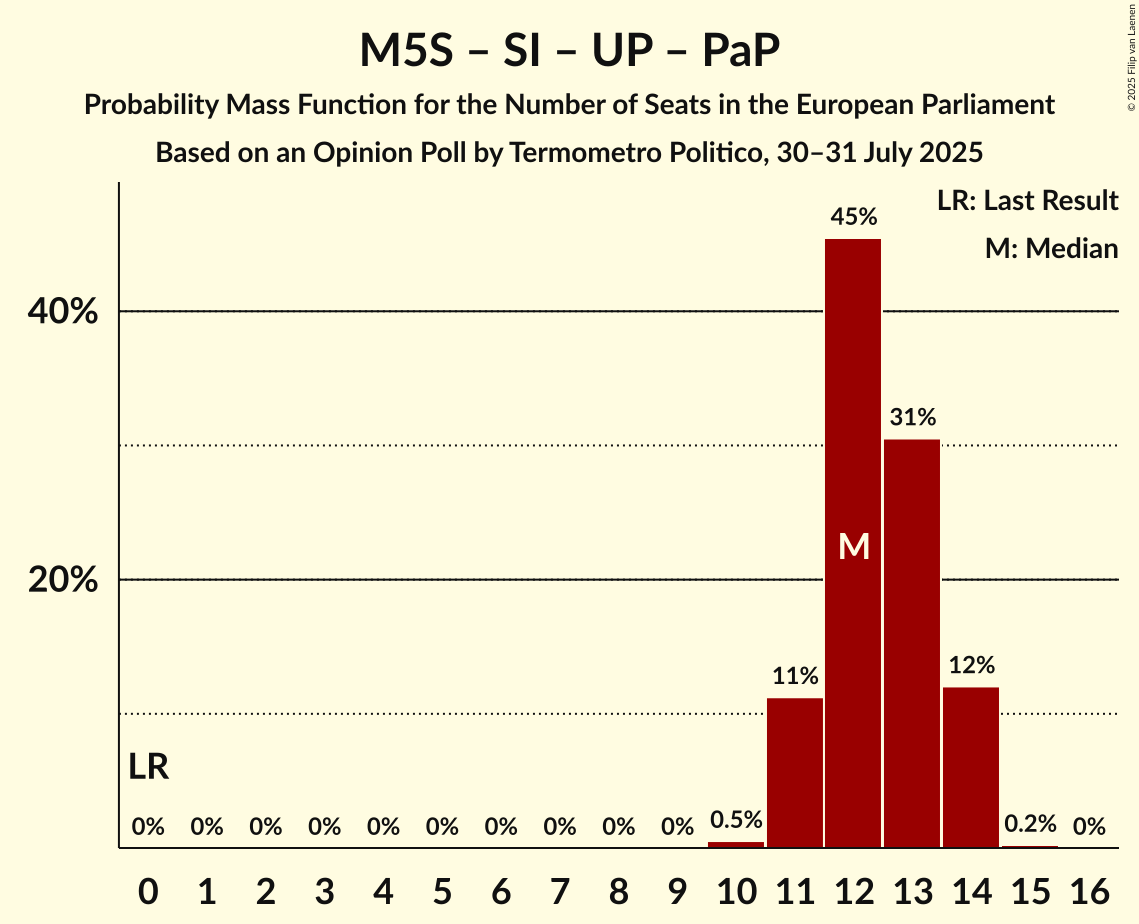 M5S – SI – UP – PaP
Probability Mass Function for the Number of Seats in the European Parliament
Based on an Opinion Poll by Termometro Politico, 30–31 July 2025
© 2025 Filip van Laenen
LR: Last Result
M: Median
45%
40%
31%
M
20%
12%
11%
LR
0% 0% 0% 0% 0% 0% 0% 0% 0% 0% 0.5% 0.2% 0%
0 1 2 3 4 5 6 7 8 9 10 11 12 13 14 15 16